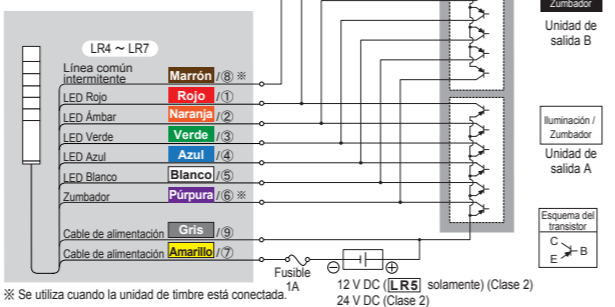 Zumbador
Unidad de
salida B
LR4 ~ LR7
Línea común
intermitente
Marrón /⑧ ※
LED Rojo
Rojo /①
LED Ámbar
Naranja /②
LED Verde
Verde /③
LED Azul
Azul /④
LED Blanco
Blanco /⑤
Zumbador
Púrpura /⑥ ※
Cable de alimentación
Gris /⑨
Cable de alimentación
Amarillo /⑦
Iluminación /
Zumbador
Unidad de
salida A
Esquema del
transistor
C
B
E
Fusible
1A
⊖ ⊕
12 V DC (LR5 solamente) (Clase 2)
24 V DC (Clase 2)
※ Se utiliza cuando la unidad de timbre está conectada.